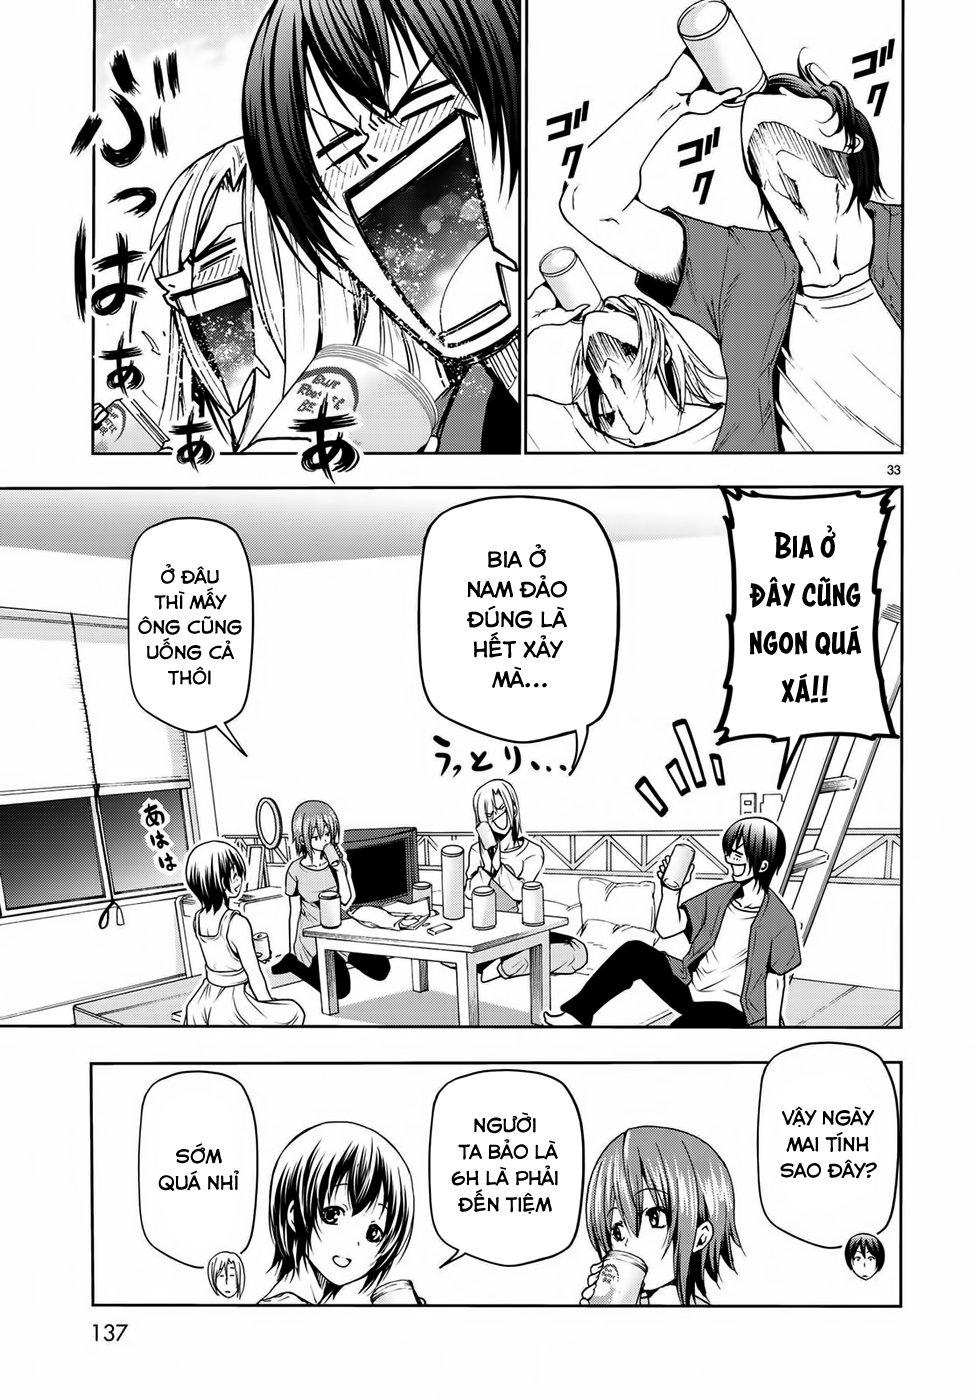 ゴク
ゴク
ゴク
ぶっはーぁぁぁ
BLUE
33
BIA Ở
ĐÂY CŨNG
NGON QUÁ
XÁ!!
BIA Ở
NAM ĐẢO
ĐÚNG LÀ
HẾT XẢY
MÀ...
うっとり...
Ở ĐÂU
THÌ MẤY
ÔNG CŨNG
UỐNG CẢ
THÔI
あはは
VẬY NGÀY
MAI TÍNH
SAO ĐÂY?
NGƯỜI
TA BẢO LÀ
6H LÀ PHẢI
ĐẾN TIỆM
SỚM
QUÁ NHỈ
137